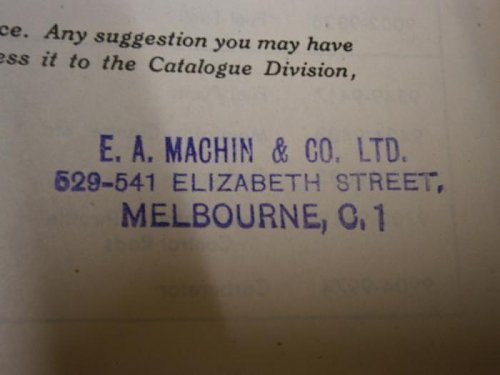 ce. Any suggestion you may have
ess it to the Catalogue Division,
E. A. MACHIN & CO. LTD.
529-541 ELIZABETH STREET,
MELBOURNE, C.1